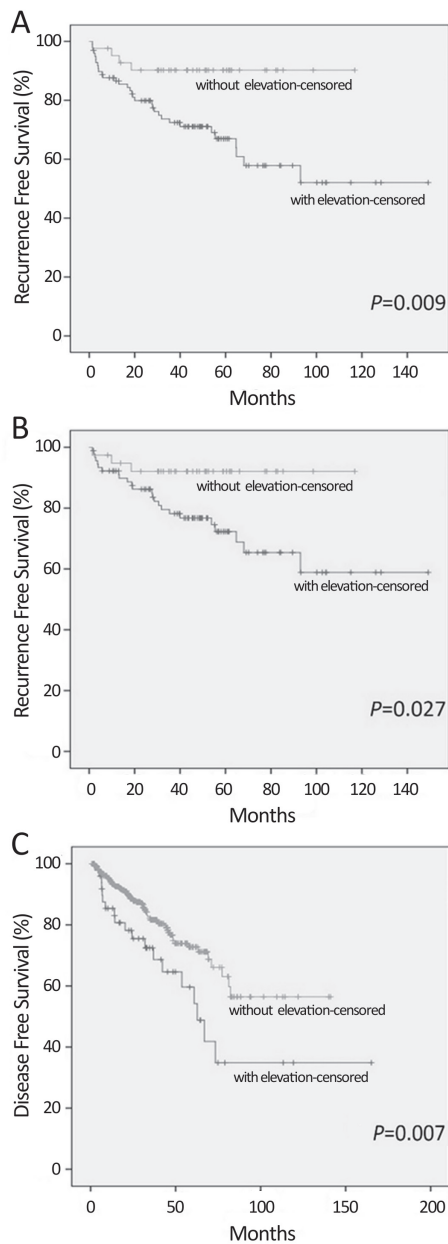 A
Recurrence Free Survival (%)
100
80
60
40
20
0
without elevation-censored
with elevation-censored
P=0.009
0 20 40 60 80 100 120 140
Months
B
Recurrence Free Survival (%)
100
80
60
40
20
0
without elevation-censored
with elevation-censored
P=0.027
0 20 40 60 80 100 120 140
Months
C
Disease Free Survival (%)
100
80
60
40
20
0
without elevation-censored
with elevation-censored
P=0.007
0 50 100 150 200
Months